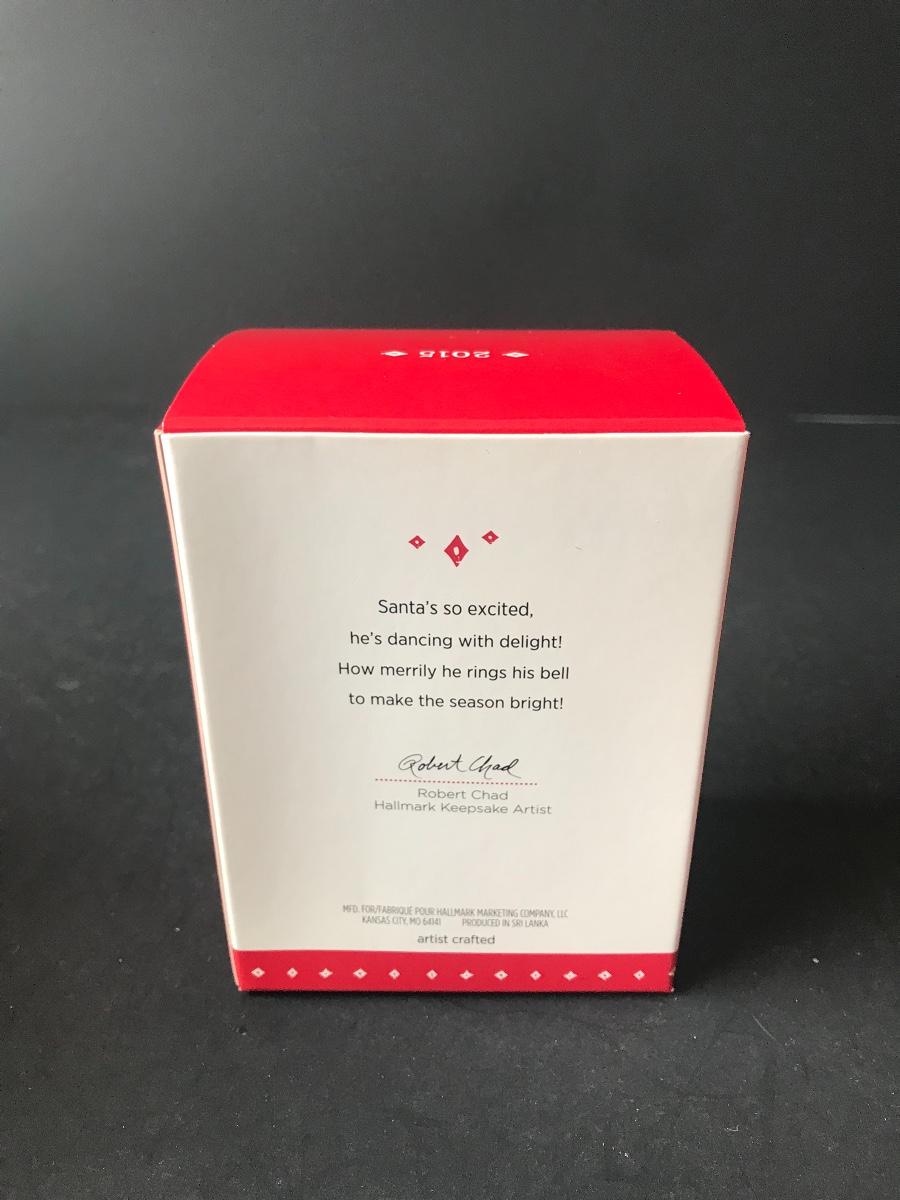 2015
Santa's so excited,
he's dancing with delight!
How merrily he rings his bell
to make the season bright!
Robert Chad
Robert Chad
Hallmark Keepsake Artist
MFD. FOR/FABRIQUÉ POUR HALLMARK MARKETING COMPANY, LLC
KANSAS CITY, MO 64141 PRODUCED IN SRI LANKA
artist crafted